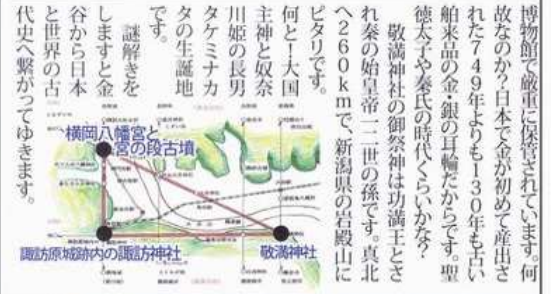 博物館で厳重に保管されています。何
故なのか？日本で金が初めて産出さ
れた７４９年よりも１３０年も古い
舶来品の金・銀の耳輪だからです。聖
徳太子や秦氏の時代くらいかな？
敬満神社の御祭神は功満王とさ
れ秦の始皇帝一二世の孫です。真北
へ２６０ｋｍで、新潟県の岩殿山に
ピタリです。
何と！大国
主神と奴奈
川姫の長男
タケミナカ
タの生誕地
です。
謎解きを
しますと金
谷から日本
と世界の古
代史へ繋がってゆきます。
横岡八幡宮と
宮の段古墳
諏訪原城跡内の諏訪神社
敬満神社